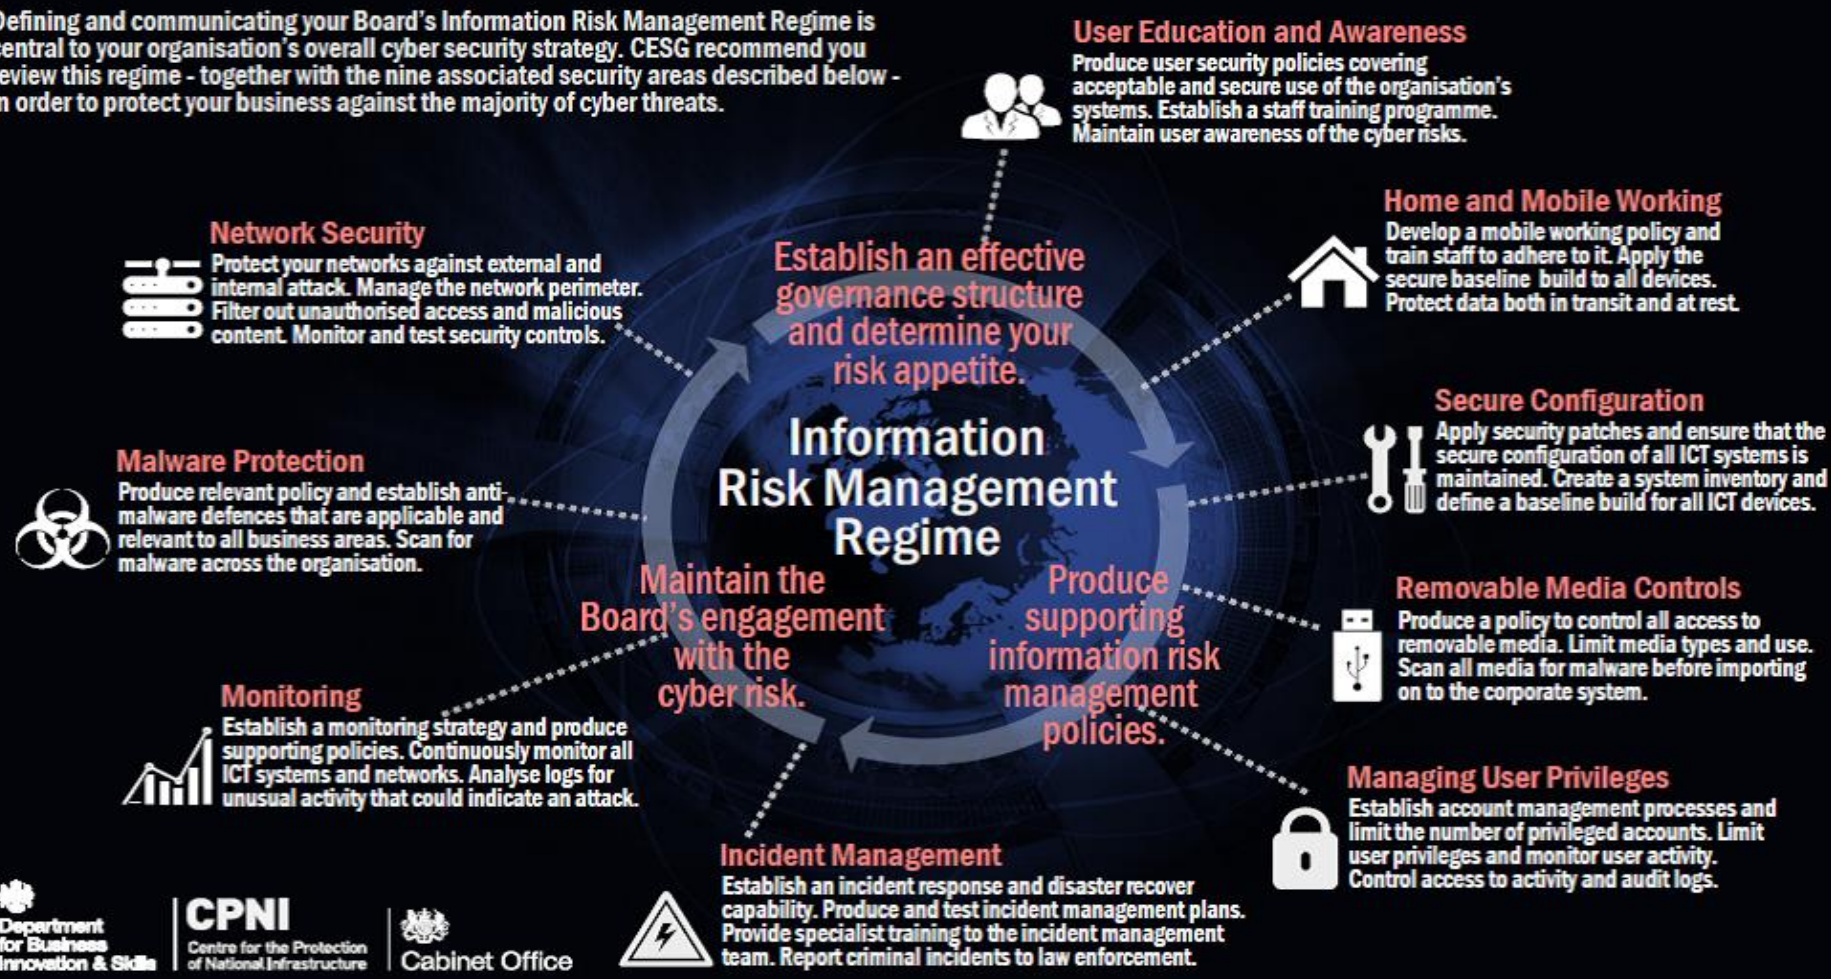 Defining and communicating your Board's Information Risk Management Regime is
central to your organisation's overall cyber security strategy. CESG recommend you
review this regime - together with the nine associated security areas described below -
in order to protect your business against the majority of cyber threats.
User Education and Awareness
Produce user security policies covering
acceptable and secure use of the organisation's
systems. Establish a staff training programme.
Maintain user awareness of the cyber risks.
Home and Mobile Working
Develop a mobile working policy and
train staff to adhere to it. Apply the
secure baseline build to all devices.
Protect data both in transit and at rest.
Secure Configuration
Apply security patches and ensure that the
secure configuration of all ICT systems is
maintained. Create a system inventory and
define a baseline build for all ICT devices.
Removable Media Controls
Produce a policy to control all access to
removable media. Limit media types and use.
Scan all media for malware before importing
on to the corporate system.
Managing User Privileges
Establish account management processes and
limit the number of privileged accounts. Limit
user privileges and monitor user activity.
Control access to activity and audit logs.
Incident Management
Establish an incident response and disaster recover
capability. Produce and test incident management plans.
Provide specialist training to the incident management
team. Report criminal incidents to law enforcement.
Monitoring
Establish a monitoring strategy and produce
supporting policies. Continuously monitor all
ICT systems and networks. Analyse logs for
unusual activity that could indicate an attack.
Malware Protection
Produce relevant policy and establish anti-
malware defences that are applicable and
relevant to all business areas. Scan for
malware across the organisation.
Network Security
Protect your networks against external and
internal attack. Manage the network perimeter.
Filter out unauthorised access and malicious
content. Monitor and test security controls.
Establish an effective
governance structure
and determine your
risk appetite.
Information
Risk Management
Regime
Maintain the
Board's engagement
with the
cyber risk.
Produce
supporting
information risk
management
policies.
Department
for Business
Innovation & Skills
CPNI
Centre for the Protection
of National Infrastructure
Cabinet Office